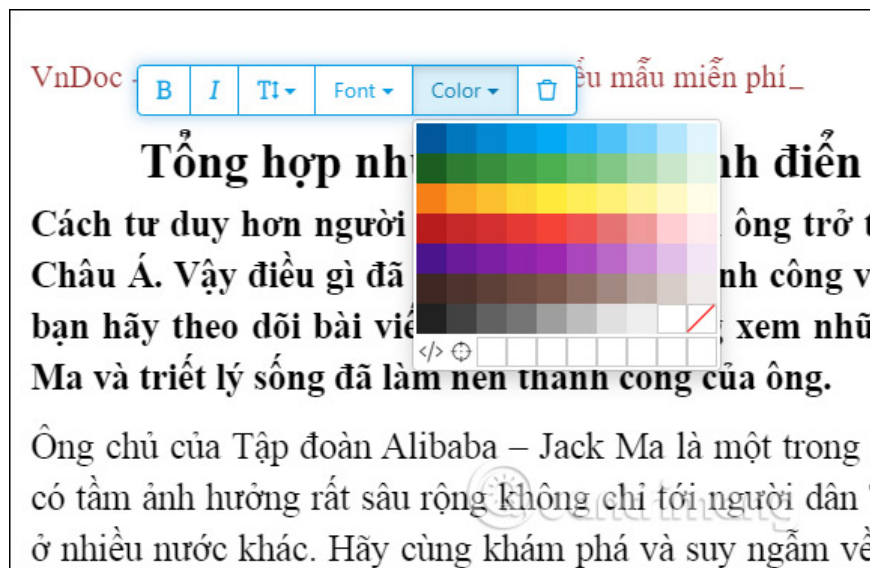 VnDoc - ểu mẫu miễn phí_
B I T Font Color
Tổng hợp nh nh điển
Cách tư duy hơn người ông trở t
Châu Á. Vậy điều gì đã nh công v
bạn hãy theo dõi bài viế xem nhữ
</>
Ma và triết lý sống đã làm nên thành công của ông.
Ông chủ của Tập đoàn Alibaba – Jack Ma là một trong
có tầm ảnh hưởng rất sâu rộng không chỉ tới người dân
quantrimang
ở nhiều nước khác. Hãy cùng khám phá và suy ngẫm về